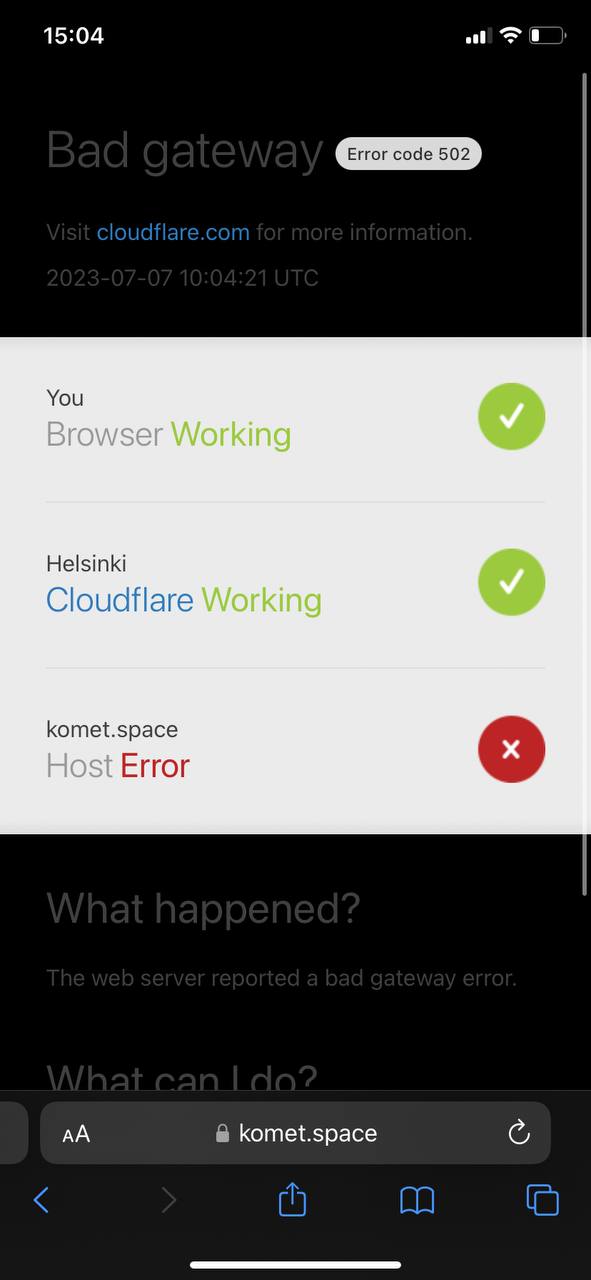 15:04
Bad gateway Error code 502
Visit cloudflare.com for more information.
2023-07-07 10:04:21 UTC
You
Browser Working
Helsinki
Cloudflare Working
komet.space
Host Error
What happened?
The web server reported a bad gateway error.
What can I do?
AA komet.space